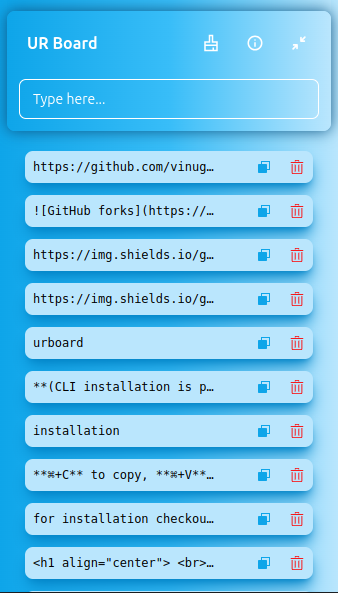 UR Board
Type here...
https://github.com/vinug…
![GitHub forks](https://…
https://img.shields.io/g…
https://img.shields.io/g…
urboard
**(CLI installation is p…
installation
**⌘+C** to copy, **⌘+V**…
for installation checkou…
<h1 align="center"> <br>…